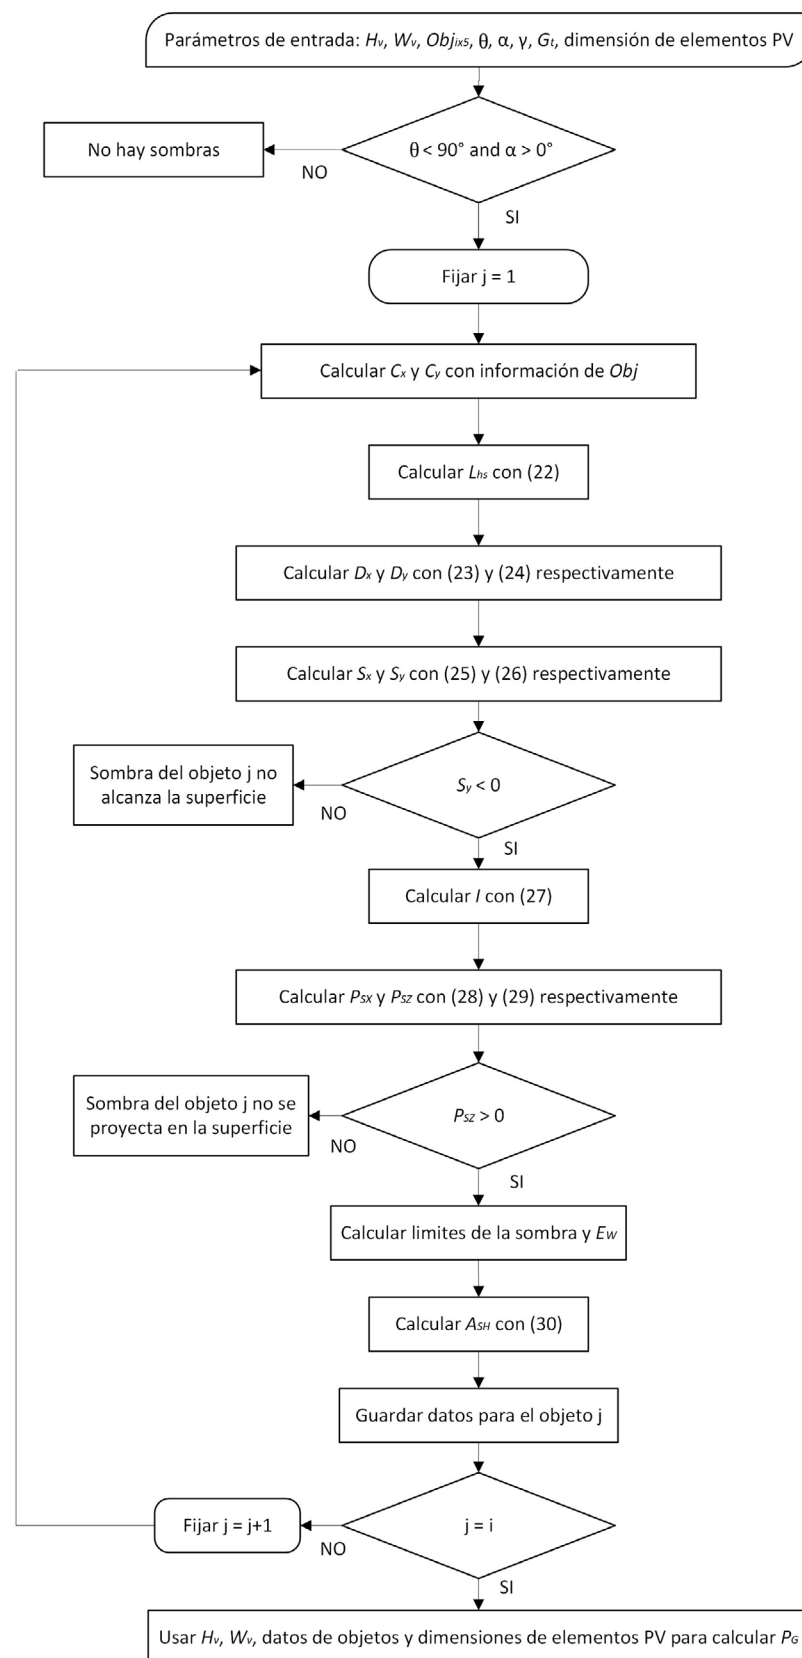 Parámetros de entrada: Hv, Wv, Objix5, θ, α, γ, Gt, dimensión de elementos PV
θ < 90° and α > 0°
No hay sombras
NO
SI
Fijar j = 1
Calcular Cx y Cy con información de Obj
Calcular Lhs con (22)
Calcular Dx y Dy con (23) y (24) respectivamente
Calcular Sx y Sy con (25) y (26) respectivamente
Sombra del objeto j no
alcanza la superficie
Sy < 0
NO
SI
Calcular I con (27)
Calcular PSX y PSZ con (28) y (29) respectivamente
Sombra del objeto j no se
proyecta en la superficie
PSZ > 0
NO
SI
Calcular limites de la sombra y EW
Calcular ASH con (30)
Guardar datos para el objeto j
Fijar j = j+1
j = i
NO
SI
Usar Hv, Wv, datos de objetos y dimensiones de elementos PV para calcular PG